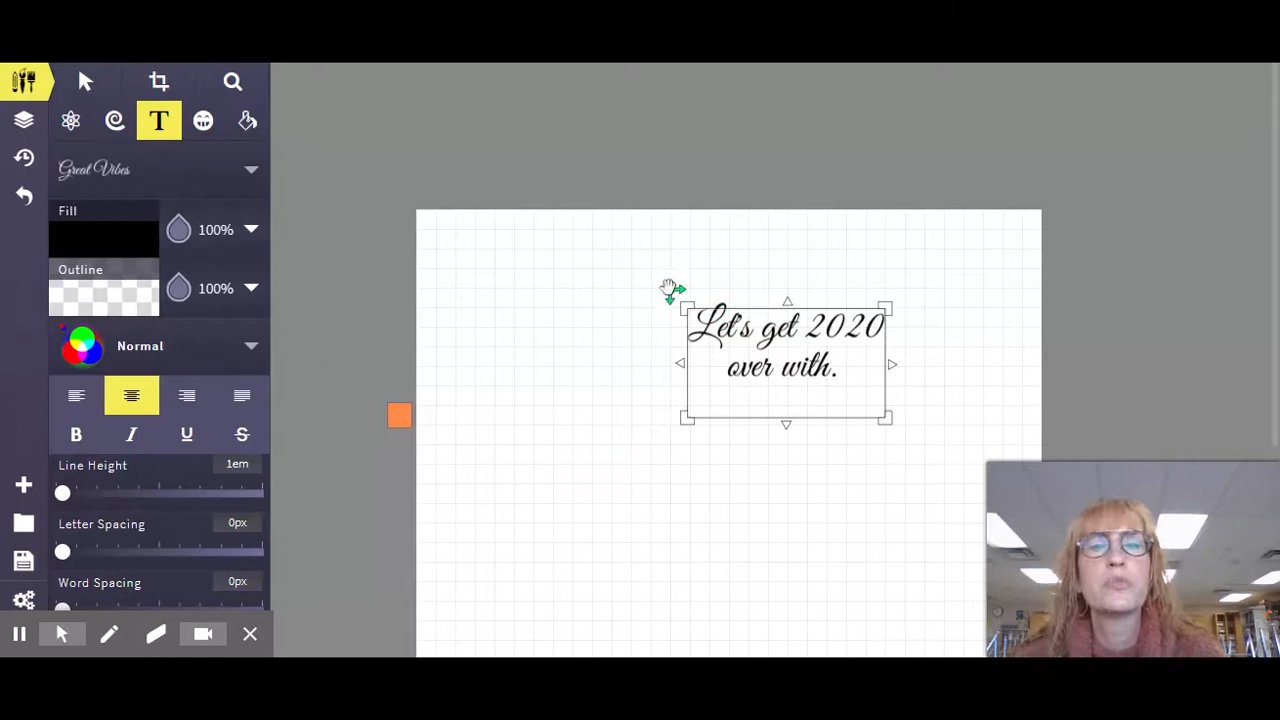 T
Great Vibes
Fill
100%
Outline
100%
Normal
B I U S
Line Height 1em
Letter Spacing 0px
Word Spacing 0px
Let's get 2020
over with.